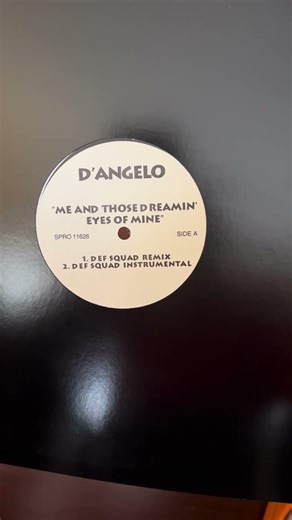 D'ANGELO
"ME AND THOSE DREAMIN'
EYES OF MINE"
SPRO 11626
SIDE A
1. DEF SQUAD REMIX
2. DEF SQUAD INSTRUMENTAL